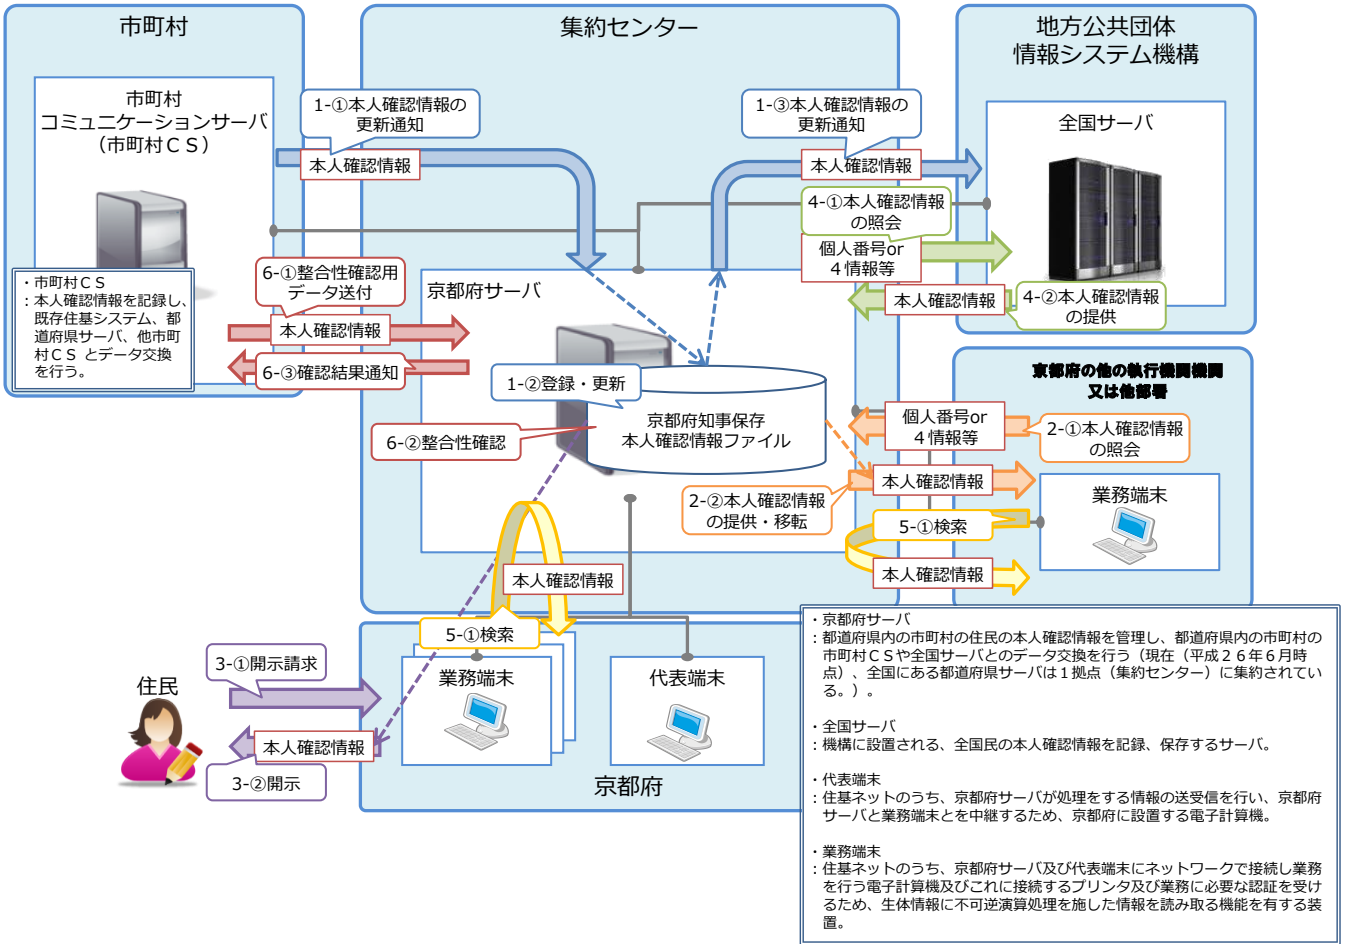 市町村
集約センター
地方公共団体
情報システム機構
市町村
コミュニケーションサーバ
（市町村ＣＳ）
1-①本人確認情報の
更新通知
本人確認情報
1-③本人確認情報の
更新通知
本人確認情報
全国サーバ
4-①本人確認情報
の照会
個人番号or
４情報等
本人確認情報
4-②本人確認情報
の提供
・市町村ＣＳ
：本人確認情報を記録し、
既存住基システム、都
道府県サーバ、他市町
村ＣＳ とデータ交換
を行う。
6-①整合性確認用
データ送付
本人確認情報
6-③確認結果通知
京都府サーバ
1-②登録・更新
京都府知事保存
本人確認情報ファイル
6-②整合性確認
京都府の他の執行機関機関
又は他部署
個人番号or
４情報等
2-①本人確認情報
の照会
本人確認情報
2-②本人確認情報
の提供・移転
業務端末
5-①検索
本人確認情報
本人確認情報
5-①検索
住民
3-①開示請求
本人確認情報
3-②開示
業務端末
代表端末
京都府
・京都府サーバ
：都道府県内の市町村の住民の本人確認情報を管理し、都道府県内の市町村の
市町村ＣＳや全国サーバとのデータ交換を行う（現在（平成２６年６月時
点）、全国にある都道府県サーバは１拠点（集約センター）に集約されてい
る。）。
・全国サーバ
：機構に設置される、全国民の本人確認情報を記録、保存するサーバ。
・代表端末
：住基ネットのうち、京都府サーバが処理をする情報の送受信を行い、京都府
サーバと業務端末とを中継するため、京都府に設置する電子計算機。
・業務端末
：住基ネットのうち、京都府サーバ及び代表端末にネットワークで接続し業務
を行う電子計算機及びこれに接続するプリンタ及び業務に必要な認証を受け
るため、生体情報に不可逆演算処理を施した情報を読み取る機能を有する装
置。